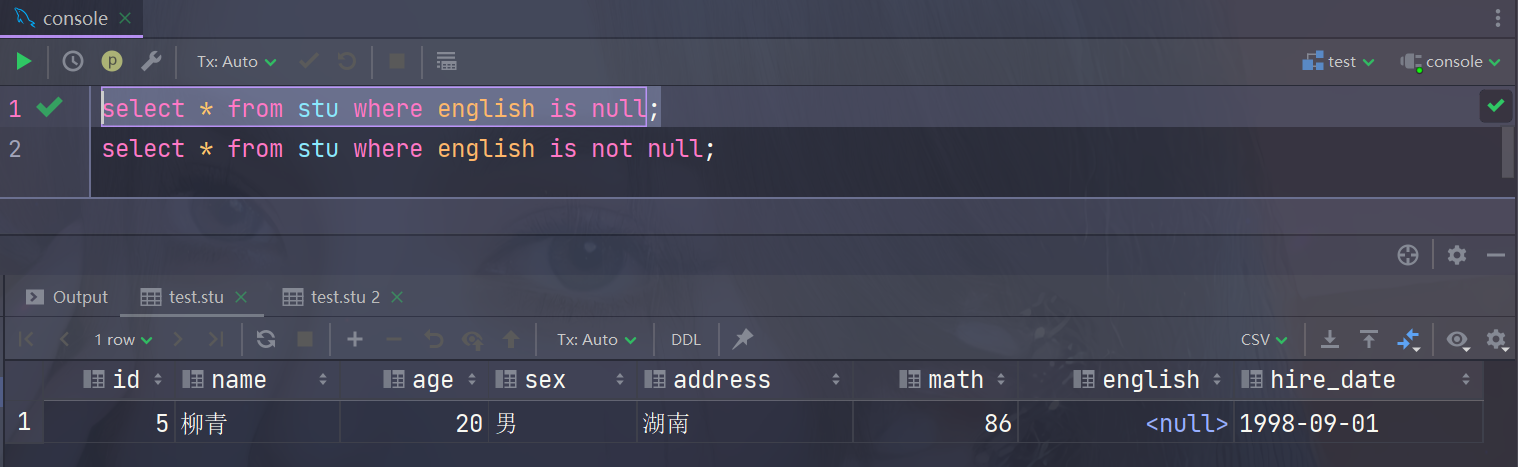 console
Tx: Auto test console
1 select * from stu where english is null;
2 select * from stu where english is not null;
Output test.stu test.stu 2
1 row Tx: Auto DDL CSV
id name age sex address math english hire_date
1 5 柳青 20 男 湖南 86 <null> 1998-09-01